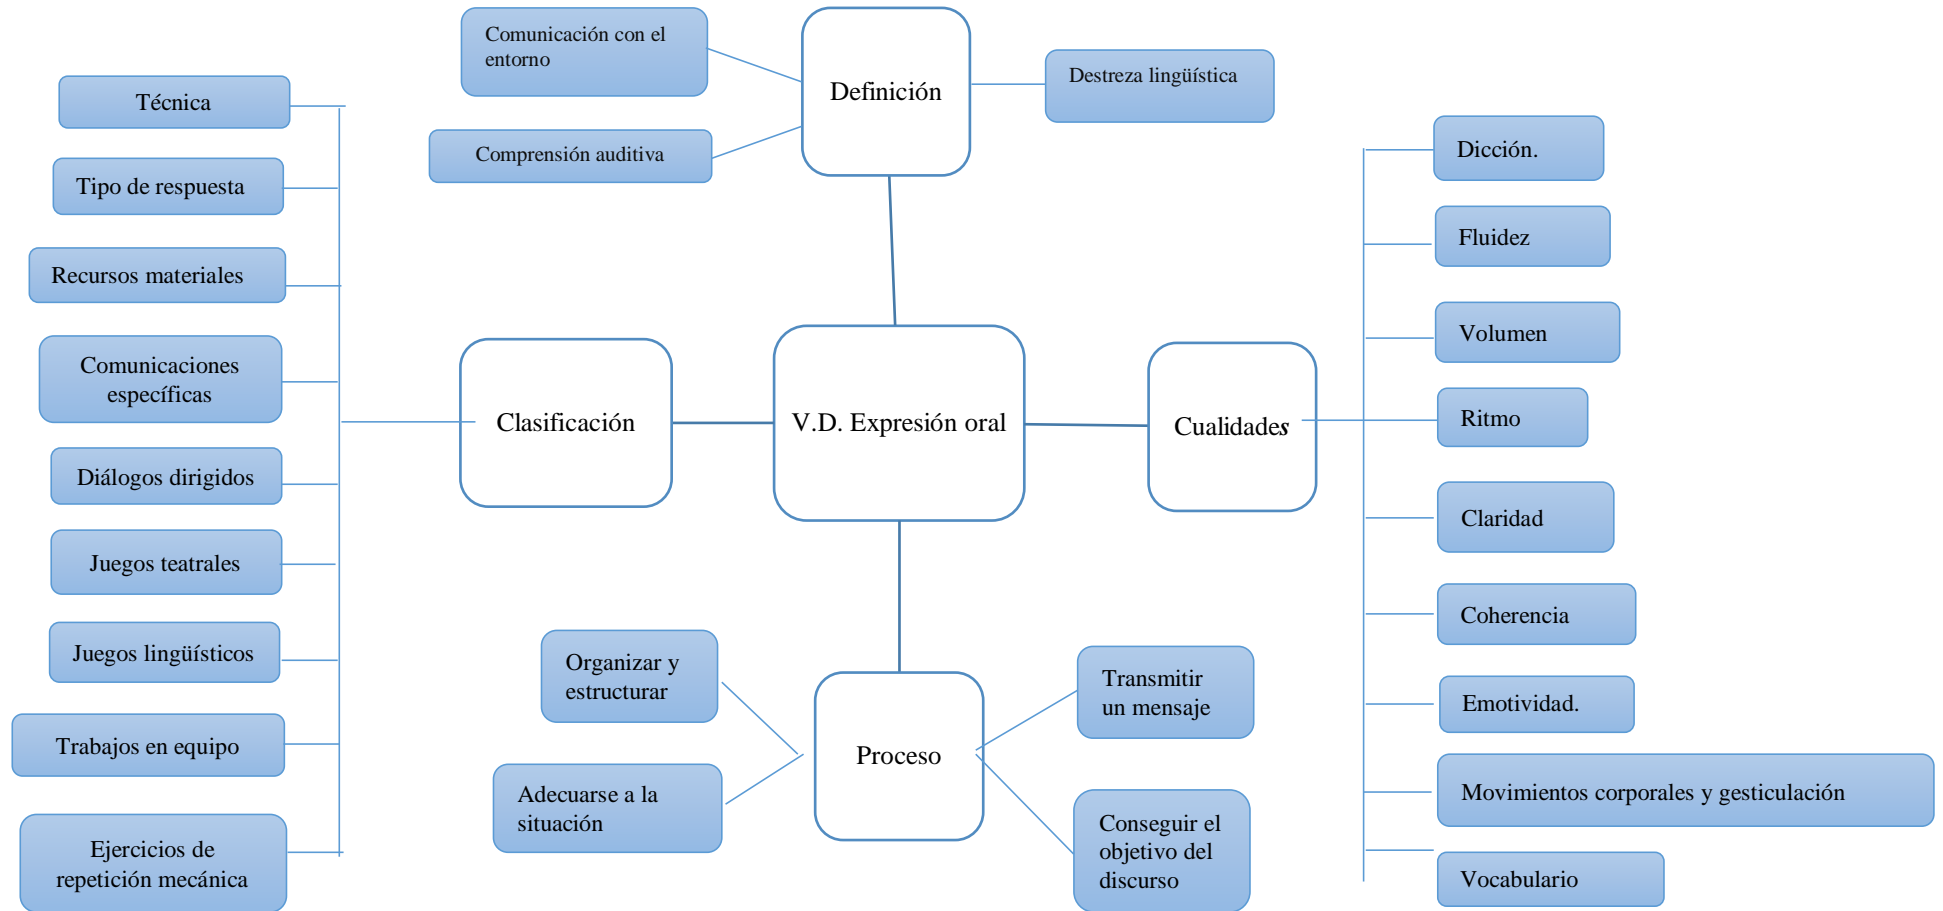 Comunicación con el
entorno
Comprensión auditiva
Definición
Destreza lingüística
Técnica
Tipo de respuesta
Recursos materiales
Comunicaciones
específicas
Diálogos dirigidos
Juegos teatrales
Juegos lingüísticos
Trabajos en equipo
Ejercicios de
repetición mecánica
Clasificación
V.D. Expresión oral
Cualidades
Dicción.
Fluidez
Volumen
Ritmo
Claridad
Coherencia
Emotividad.
Movimientos corporales y gesticulación
Vocabulario
Organizar y
estructurar
Adecuarse a la
situación
Proceso
Transmitir
un mensaje
Conseguir el
objetivo del
discurso